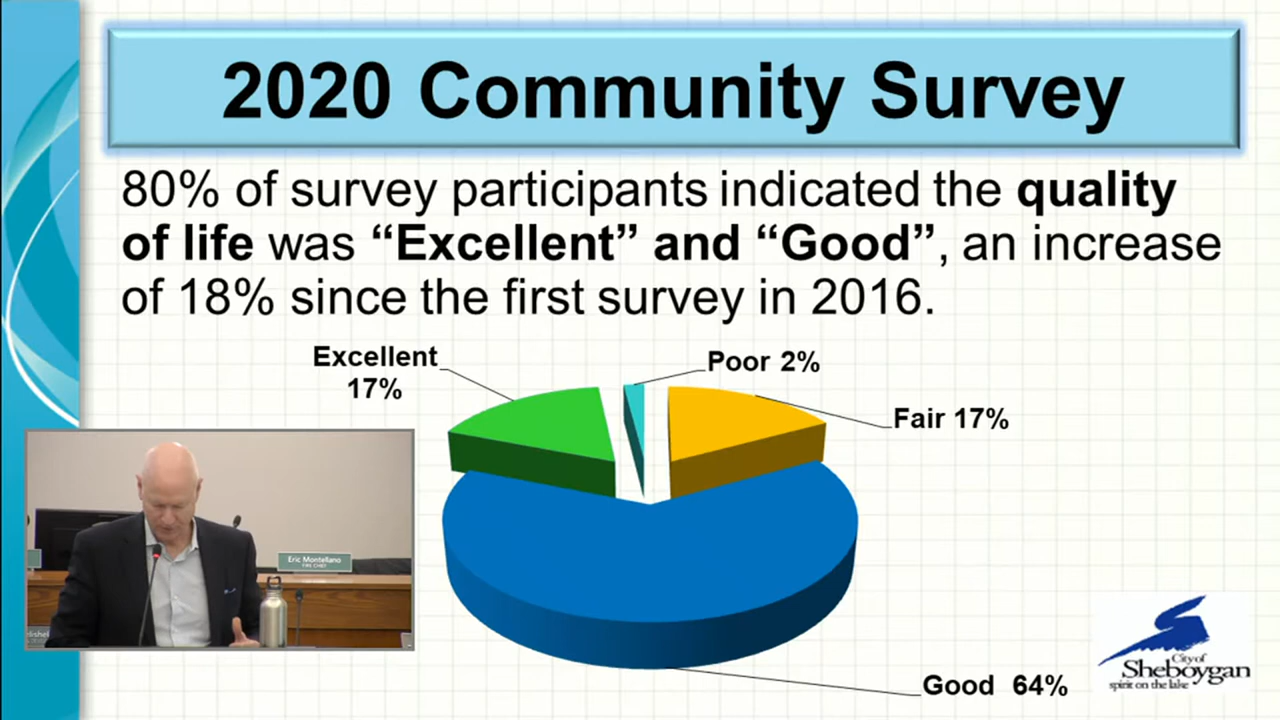 2020 Community Survey
80% of survey participants indicated the quality
of life was “Excellent” and “Good”, an increase
of 18% since the first survey in 2016.
Excellent
17%
Poor 2%
Fair 17%
Good 64%
Eric Montellano
FIRE CHIEF
City of
Sheboygan
spirit on the lake